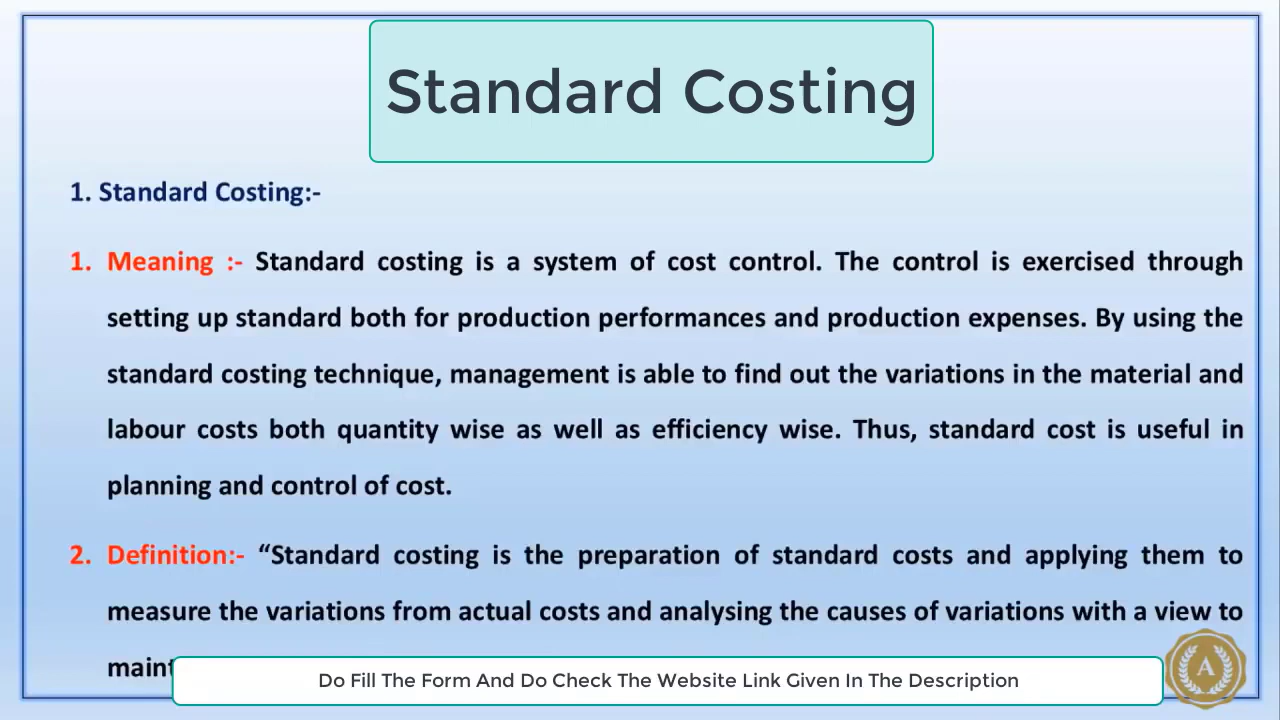 Standard Costing
1. Standard Costing:-
1. Meaning :- Standard costing is a system of cost control. The control is exercised through
setting up standard both for production performances and production expenses. By using the
standard costing technique, management is able to find out the variations in the material and
labour costs both quantity wise as well as efficiency wise. Thus, standard cost is useful in
planning and control of cost.
2. Definition:- “Standard costing is the preparation of standard costs and applying them to
measure the variations from actual costs and analysing the causes of variations with a view to
Do Fill The Form And Do Check The Website Link Given In The Description
A